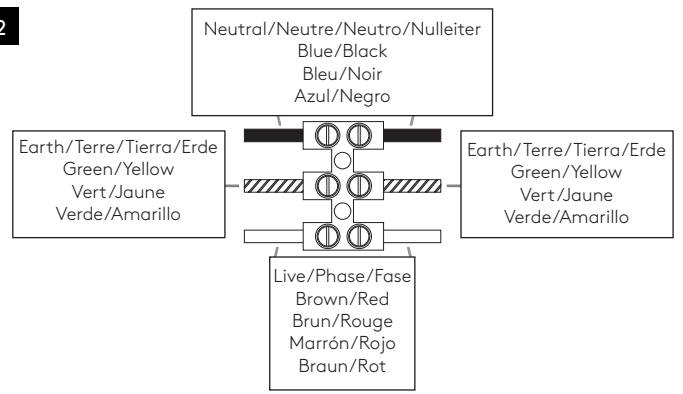 2
Neutral/Neutre/Neutro/Nulleiter
Blue/Black
Bleu/Noir
Azul/Negro
Earth/Terre/Tierra/Erde
Green/Yellow
Vert/Jaune
Verde/Amarillo
Earth/Terre/Tierra/Erde
Green/Yellow
Vert/Jaune
Verde/Amarillo
Live/Phase/Fase
Brown/Red
Brun/Rouge
Marrón/Rojo
Braun/Rot